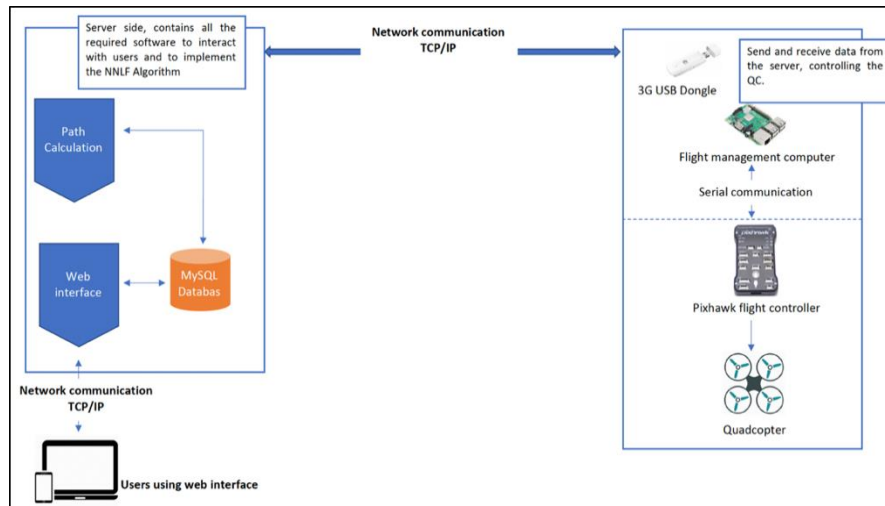 Server side, contains all the
required software to interact
with users and to implement
the NNLF Algorithm
Path
Calculation
Web
interface
MySQL
Databas
Network communication
TCP/IP
Users using web interface
Network communication
TCP/IP
Send and receive data from
the server, controlling the
QC.
3G USB Dongle
Flight management computer
Serial communication
Pixhawk flight controller
Quadcopter